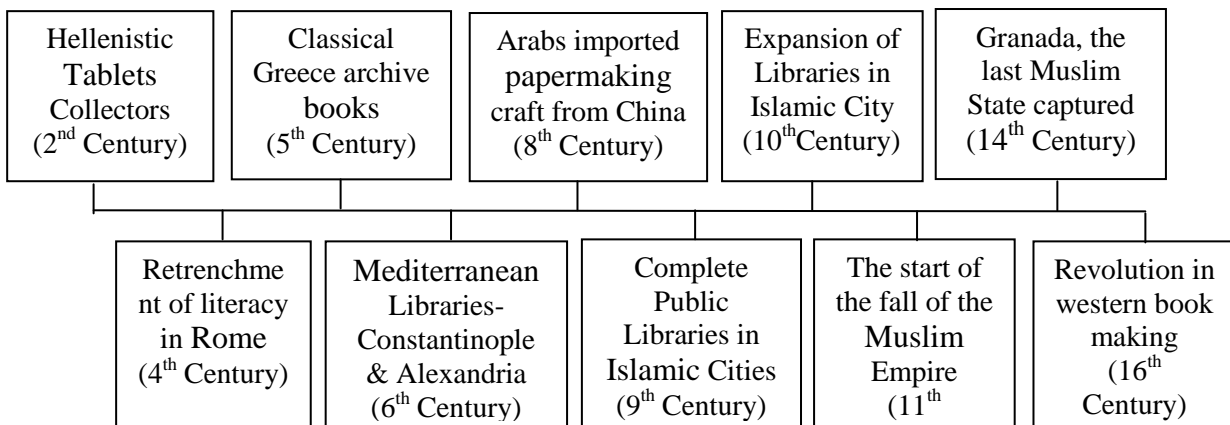 Hellenistic
Tablets
Collectors
(2nd Century)
Classical
Greece archive
books
(5th Century)
Arabs imported
papermaking
craft from China
(8th Century)
Expansion of
Libraries in
Islamic City
(10thCentury)
Granada, the
last Muslim
State captured
(14th Century)
Retrenchme
nt of literacy
in Rome
(4th Century)
Mediterranean
Libraries-
Constantinople
& Alexandria
(6th Century)
Complete
Public
Libraries in
Islamic Cities
(9th Century)
The start of
the fall of the
Muslim
Empire
(11th
Revolution in
western book
making
(16th
Century)